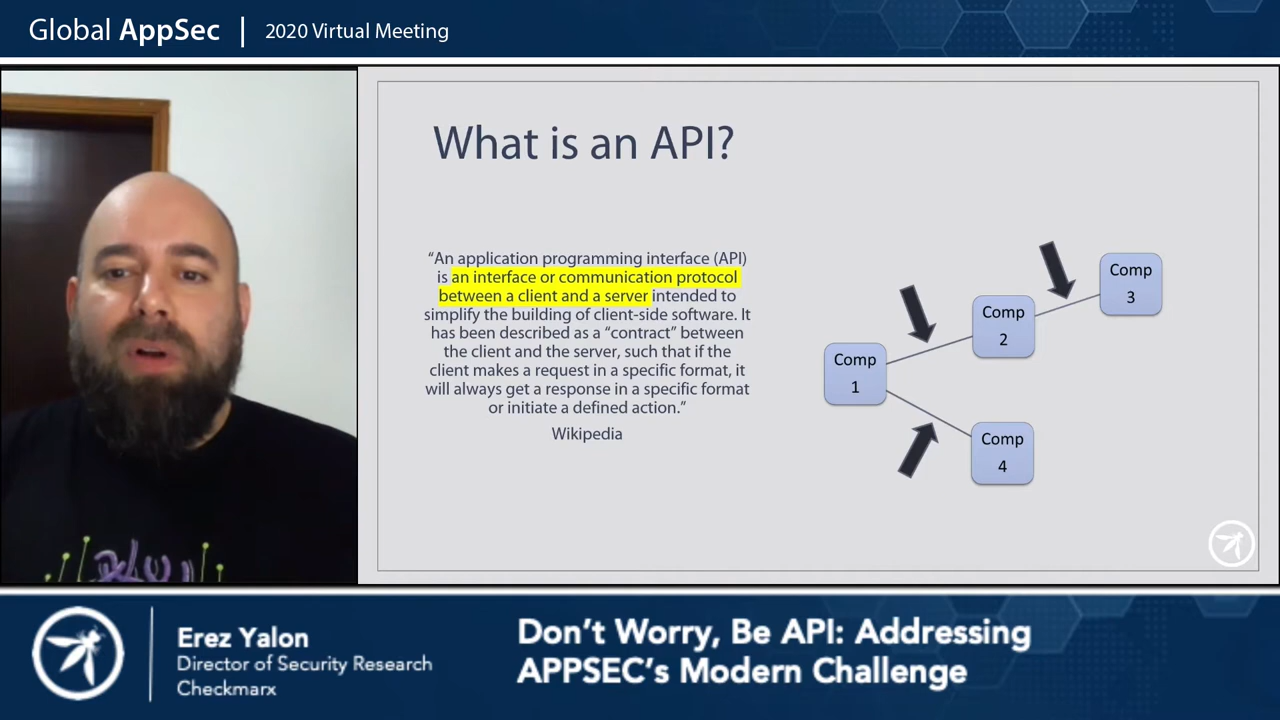 Global AppSec | 2020 Virtual Meeting
What is an API?
“An application programming interface (API)
is an interface or communication protocol
between a client and a server intended to
simplify the building of client-side software. It
has been described as a “contract” between
the client and the server, such that if the
client makes a request in a specific format, it
will always get a response in a specific format
or initiate a defined action.”
Wikipedia
Comp
1
Comp
2
Comp
3
Comp
4
Erez Yalon
Director of Security Research
Checkmarx
Don’t Worry, Be API: Addressing
APPSEC’s Modern Challenge